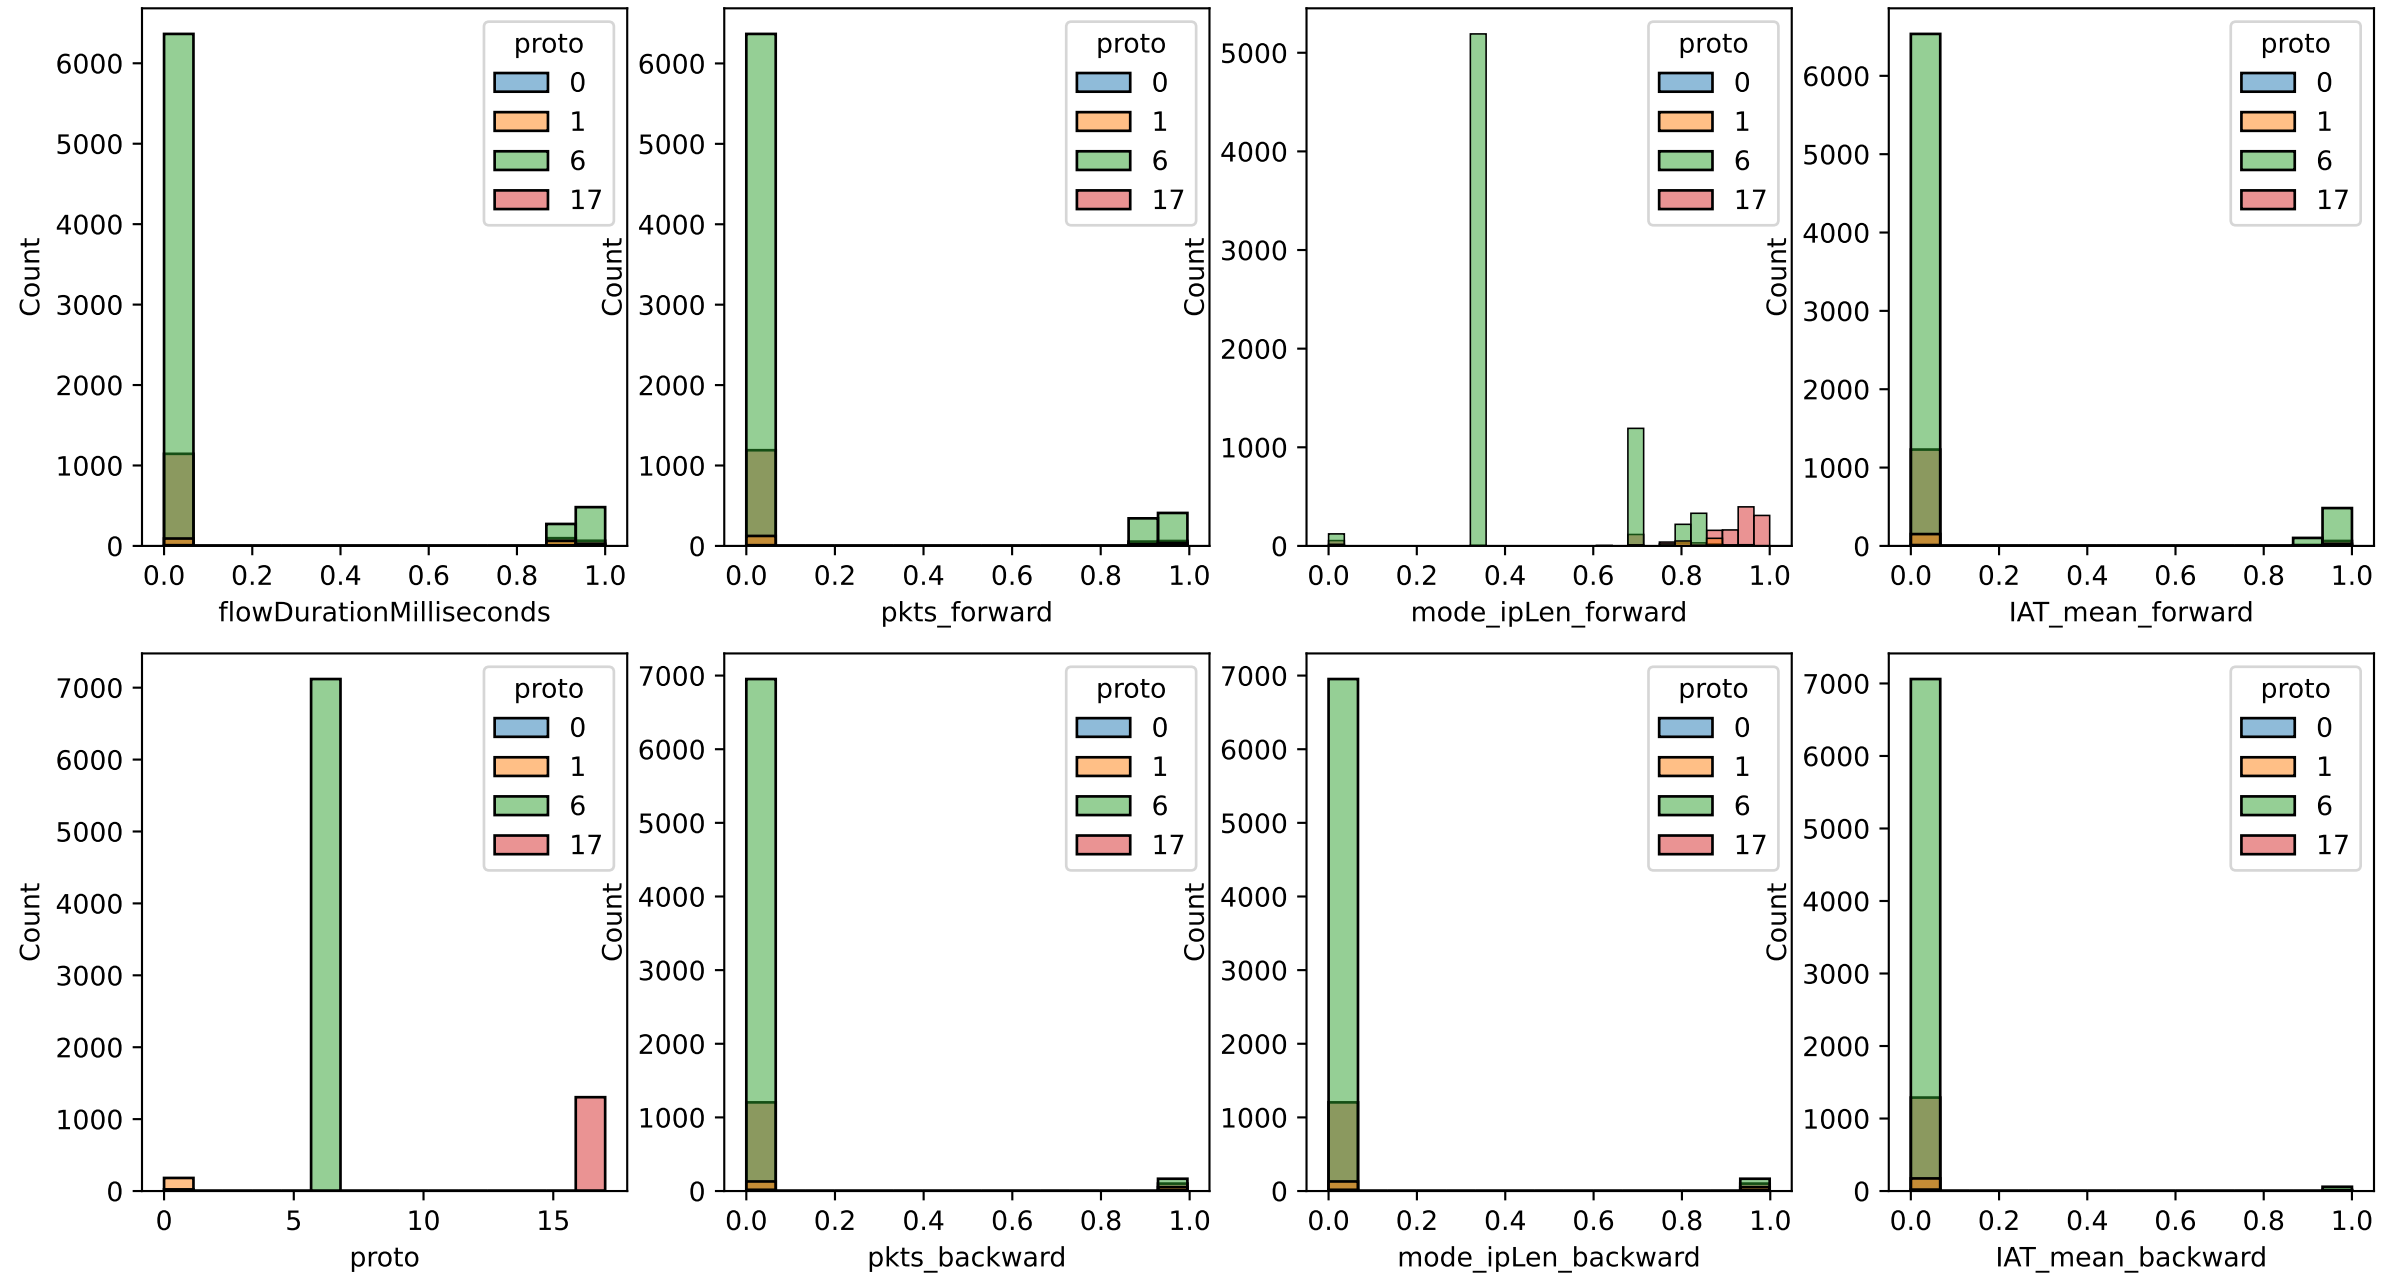 proto
0
1
6
17
Count
0
1000
2000
3000
4000
5000
6000
0.0 0.2 0.4 0.6 0.8 1.0
flowDurationMilliseconds
proto
0
1
6
17
Count
0
1000
2000
3000
4000
5000
6000
0.0 0.2 0.4 0.6 0.8 1.0
pkts_forward
proto
0
1
6
17
Count
0
1000
2000
3000
4000
5000
0.0 0.2 0.4 0.6 0.8 1.0
mode_ipLen_forward
proto
0
1
6
17
Count
0
1000
2000
3000
4000
5000
6000
0.0 0.2 0.4 0.6 0.8 1.0
IAT_mean_forward
proto
0
1
6
17
Count
0
1000
2000
3000
4000
5000
6000
7000
0 5 10 15
proto
proto
0
1
6
17
Count
0
1000
2000
3000
4000
5000
6000
7000
0.0 0.2 0.4 0.6 0.8 1.0
pkts_backward
proto
0
1
6
17
Count
0
1000
2000
3000
4000
5000
6000
7000
0.0 0.2 0.4 0.6 0.8 1.0
mode_ipLen_backward
proto
0
1
6
17
Count
0
1000
2000
3000
4000
5000
6000
7000
0.0 0.2 0.4 0.6 0.8 1.0
IAT_mean_backward